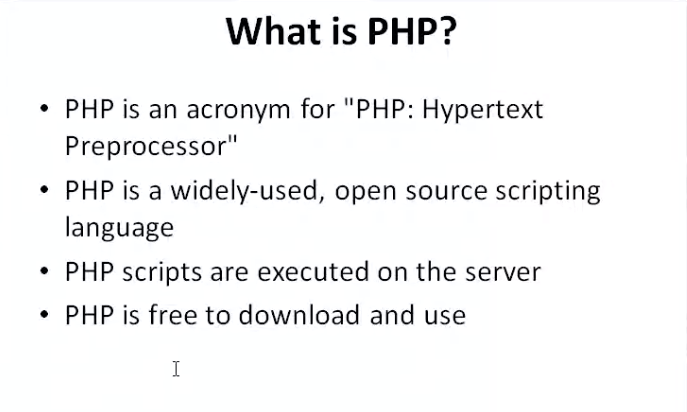 What is PHP?
• PHP is an acronym for "PHP: Hypertext
Preprocessor"
• PHP is a widely-used, open source scripting
language
• PHP scripts are executed on the server
• PHP is free to download and use